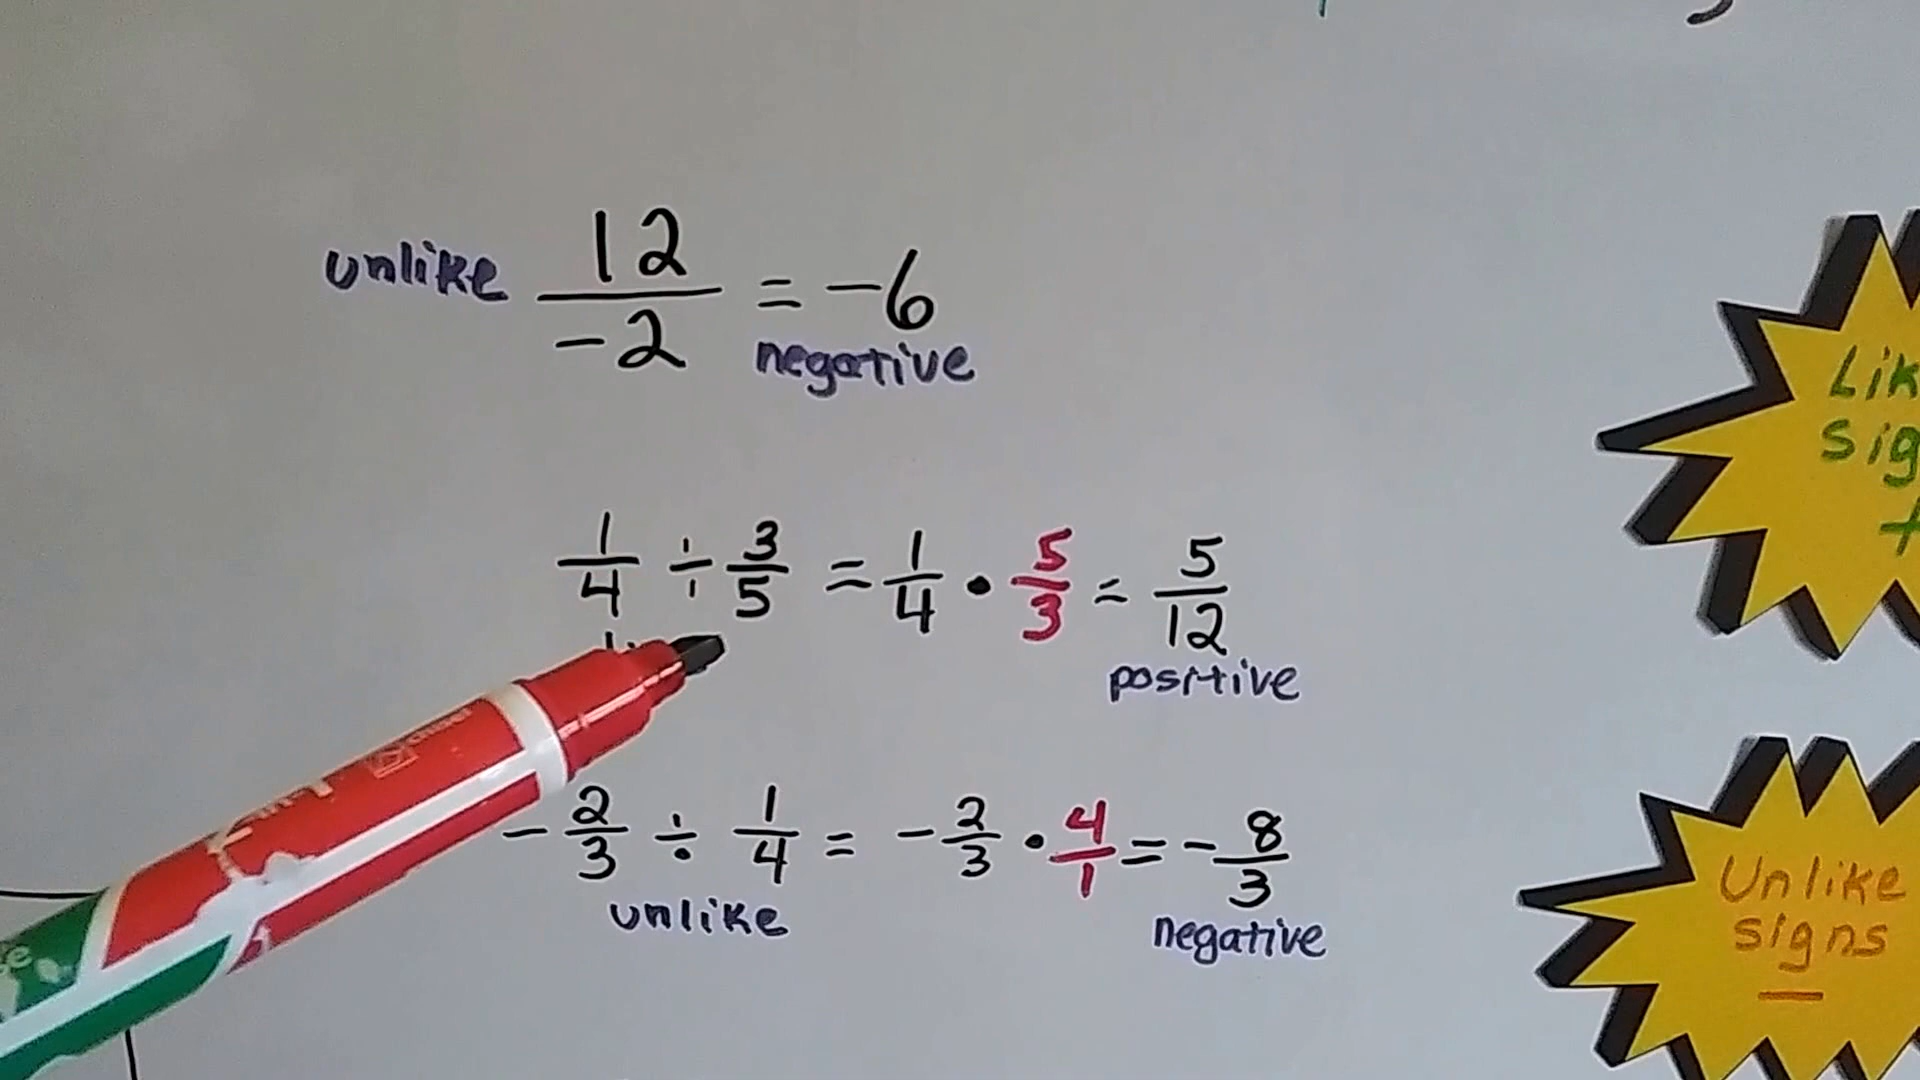 unlike 12/-2 = -6
negative
1/4 ÷ 3/5 = 1/4 • 5/3 = 5/12
positive
-2/3 ÷ 1/4 = -2/3 • 4/1 = -8/3
unlike
negative
sig
+
Unlike
signs
—